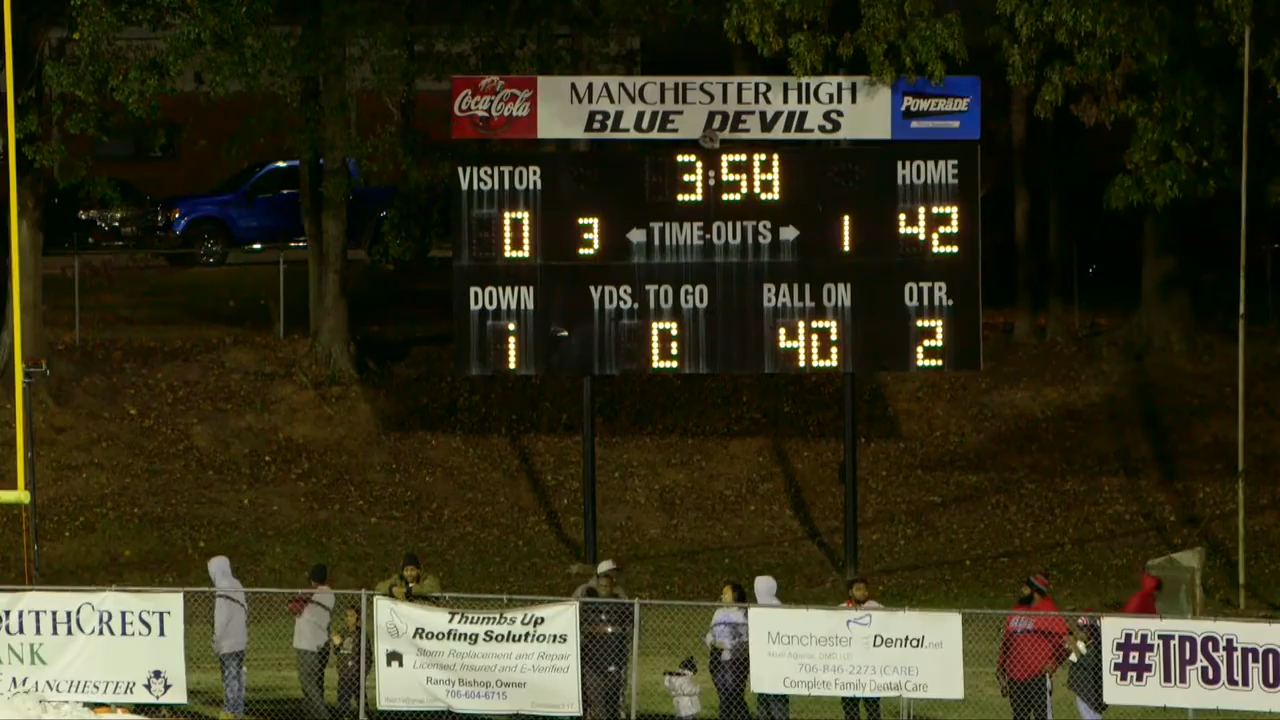 Coca-Cola
MANCHESTER HIGH
BLUE DEVILS
POWERADE
VISITOR
3:58
HOME
0
3
TIME-OUTS
1
42
DOWN
YDS. TO GO
BALL ON
QTR.
1
0
40
2
OUTHCREST
ANK
MANCHESTER
Thumbs Up
Roofing Solutions
Storm Replacement and Repair
Licensed, Insured and E-Verified
Randy Bishop, Owner
706-604-6715
Manchester Dental.net
706-846-2273 (CARE)
Complete Family Dental Care
#TPStro